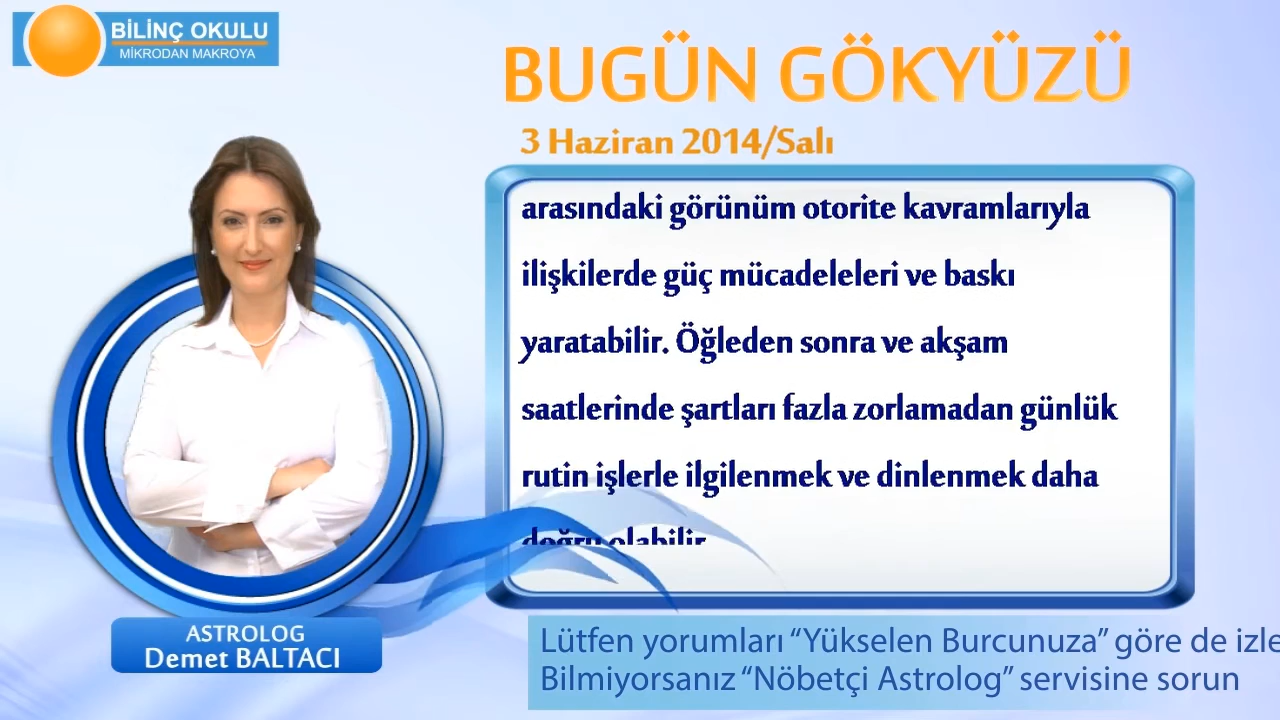 BİLİNÇ OKULU
MİKRODAN MAKROYA
BUGÜN GÖKYÜZÜ
3 Haziran 2014/Salı
arasındaki görünüm otorite kavramlarıyla
ilişkilerde güç mücadeleleri ve baskı
yaratabilir. Öğleden sonra ve akşam
saatlerinde şartları fazla zorlamadan günlük
rutin işlerle ilgilenmek ve dinlenmek daha
doğru olabilir
ASTROLOG
Demet BALTACI
Lütfen yorumları “Yükselen Burcunuza” göre de izle
Bilmiyorsanız “Nöbetçi Astrolog” servisine sorun